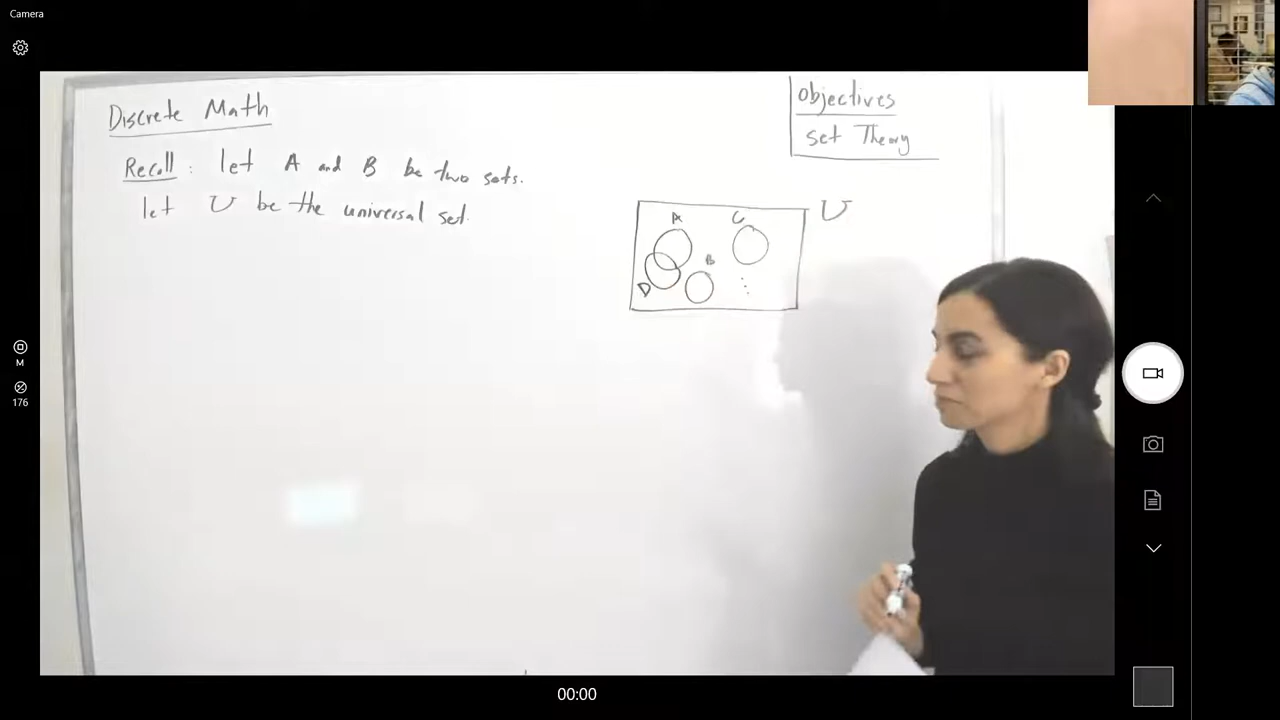 Camera
Discrete Math
Objectives
set Theory
Recall: let A and B be two sets.
let U be the universal set.
U
A
C
B
D
M
176
00:00